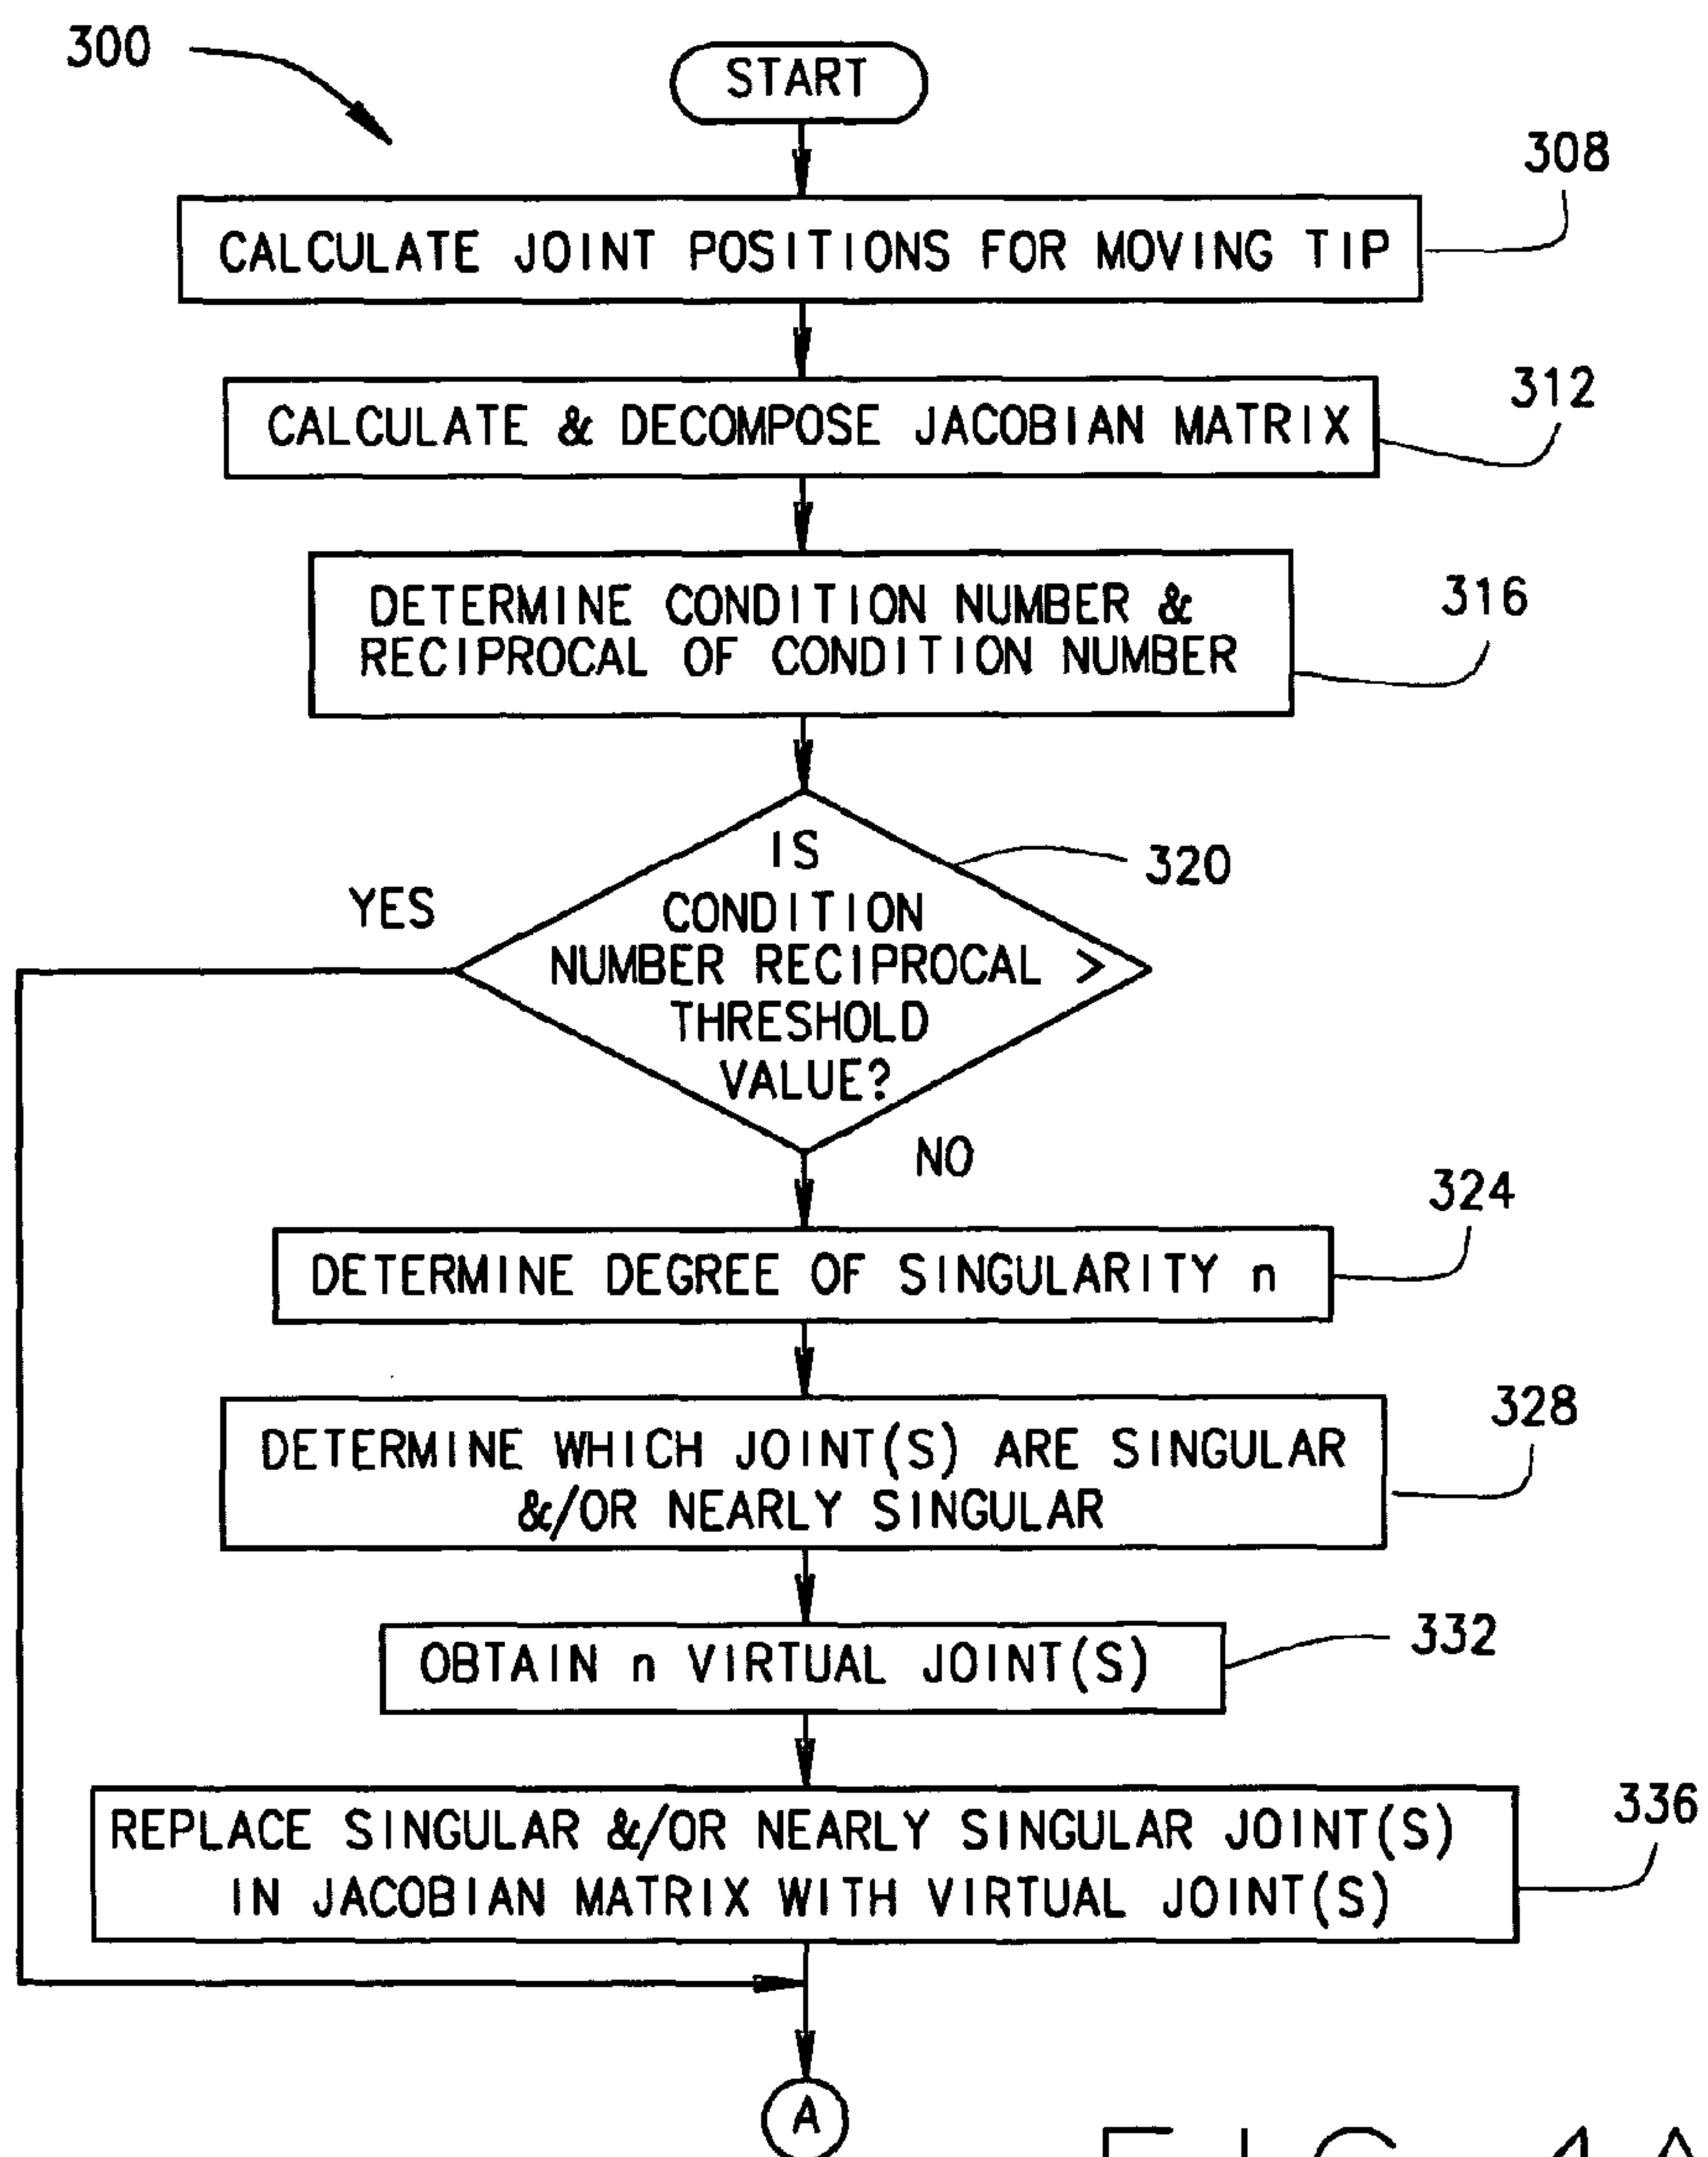 300
START
308
CALCULATE JOINT POSITIONS FOR MOVING TIP
312
CALCULATE & DECOMPOSE JACOBIAN MATRIX
316
DETERMINE CONDITION NUMBER &
RECIPROCAL OF CONDITION NUMBER
320
IS
CONDITION
NUMBER RECIPROCAL >
THRESHOLD
VALUE?
YES
NO
324
DETERMINE DEGREE OF SINGULARITY n
328
DETERMINE WHICH JOINT(S) ARE SINGULAR
&/OR NEARLY SINGULAR
332
OBTAIN n VIRTUAL JOINT(S)
336
REPLACE SINGULAR &/OR NEARLY SINGULAR JOINT(S)
IN JACOBIAN MATRIX WITH VIRTUAL JOINT(S)
A